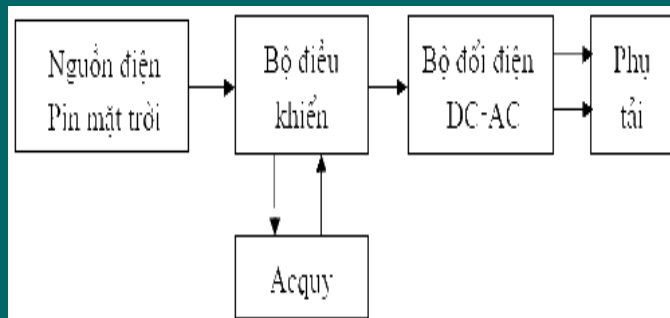 Nguồn điện
Pin mặt trời
Bộ điều
khiển
Bộ đổi điện
DC-AC
Phụ
tải
Acquy